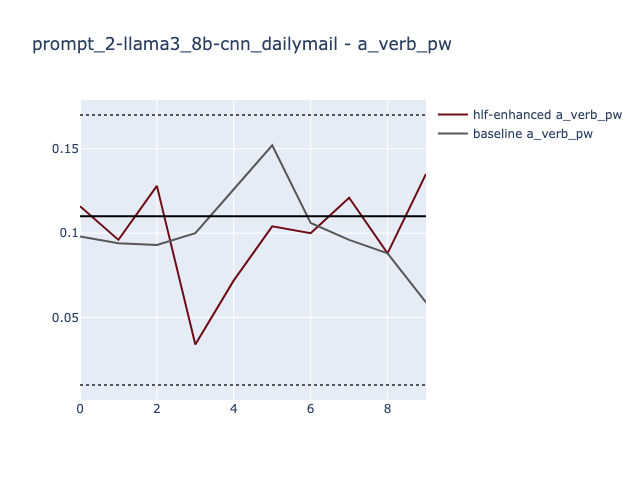 prompt_2-llama3_8b-cnn_dailymail - a_verb_pw
hlf-enhanced a_verb_pw
baseline a_verb_pw
0.15
0.1
0.05
0 2 4 6 8